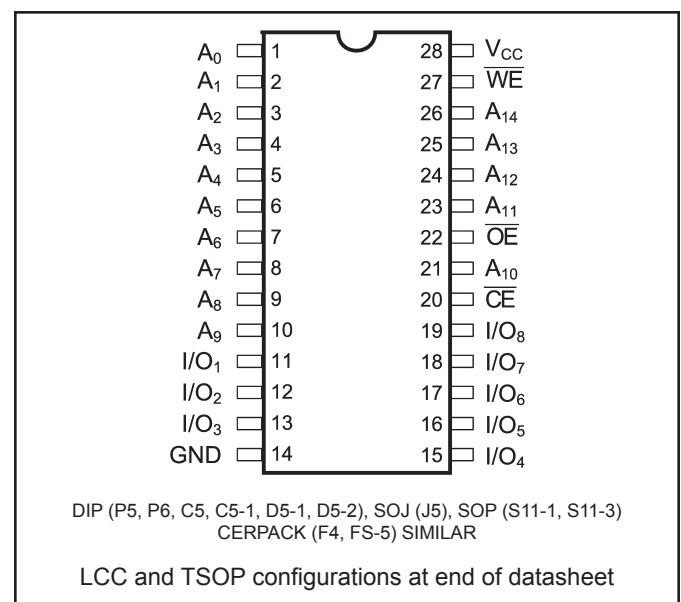 A₀ 1 28 V_CC
A₁ 2 27 W̅E̅
A₂ 3 26 A₁₄
A₃ 4 25 A₁₃
A₄ 5 24 A₁₂
A₅ 6 23 A₁₁
A₆ 7 22 O̅E̅
A₇ 8 21 A₁₀
A₈ 9 20 C̅E̅
A₉ 10 19 I/O₈
I/O₁ 11 18 I/O₇
I/O₂ 12 17 I/O₆
I/O₃ 13 16 I/O₅
GND 14 15 I/O₄
DIP (P5, P6, C5, C5-1, D5-1, D5-2), SOJ (J5), SOP (S11-1, S11-3)
CERPACK (F4, FS-5) SIMILAR
LCC and TSOP configurations at end of datasheet